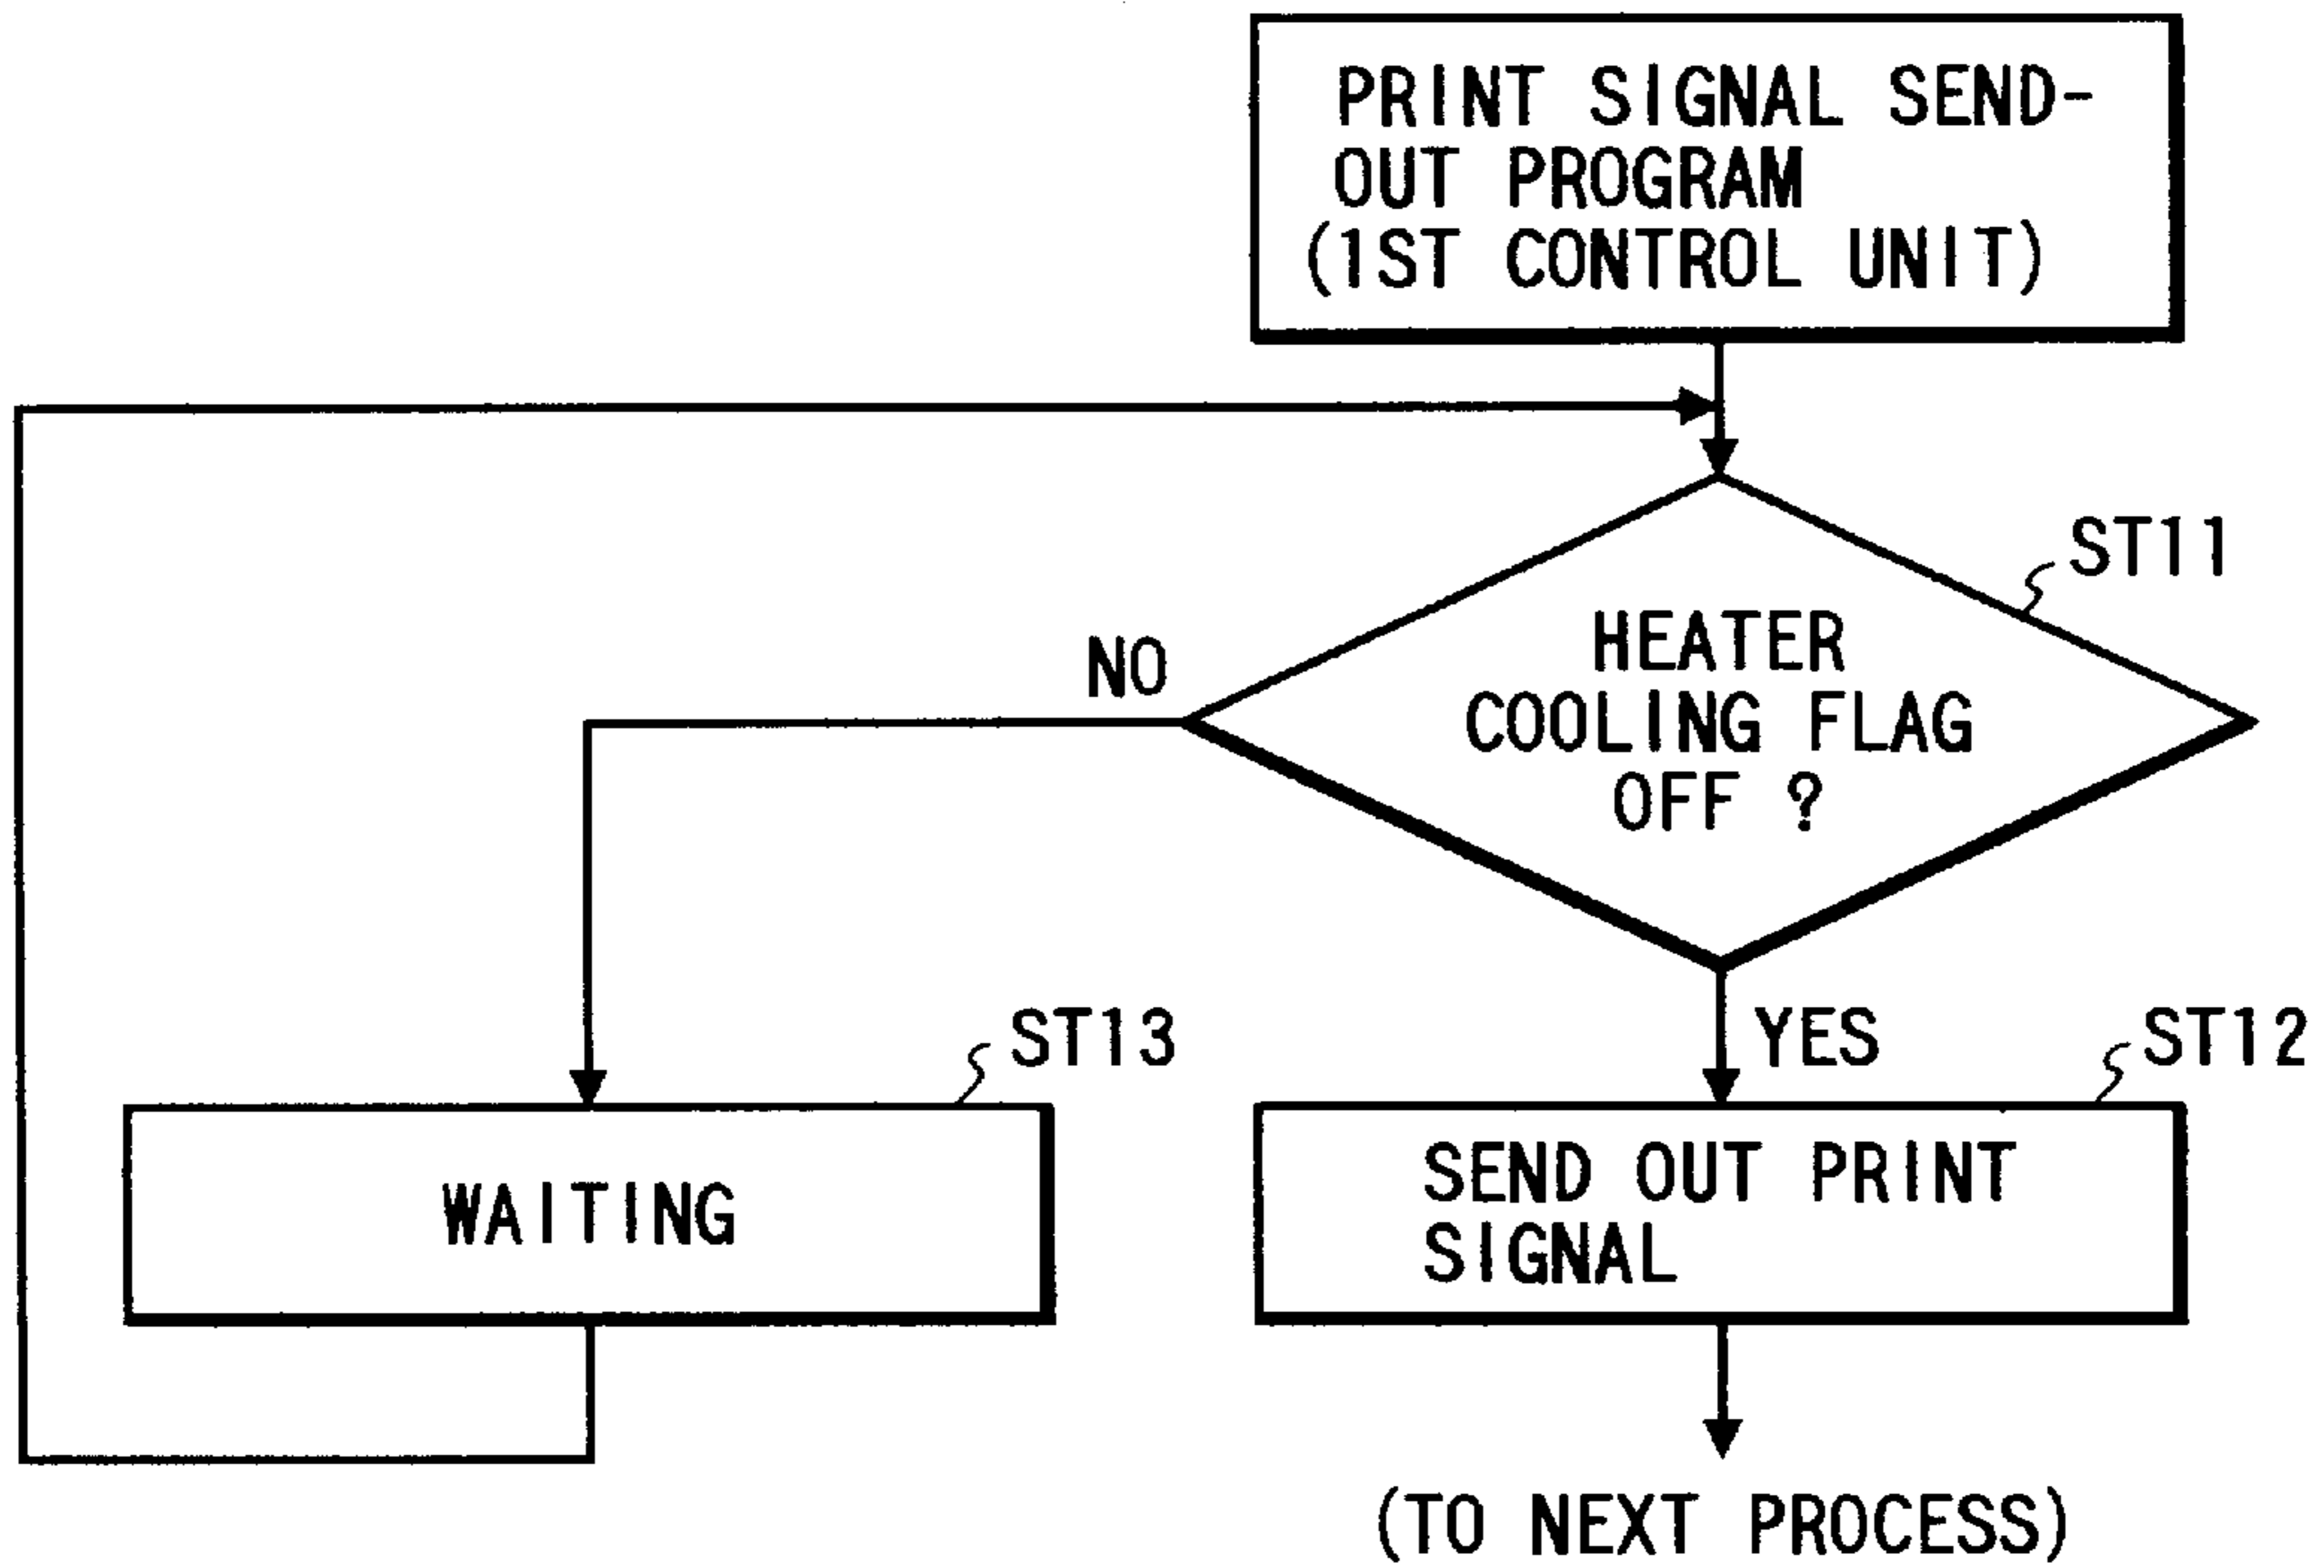 PRINT SIGNAL SEND-
OUT PROGRAM
(1ST CONTROL UNIT)
ST11
HEATER
COOLING FLAG
OFF ?
NO
YES
ST13
ST12
WAITING
SEND OUT PRINT
SIGNAL
(TO NEXT PROCESS)